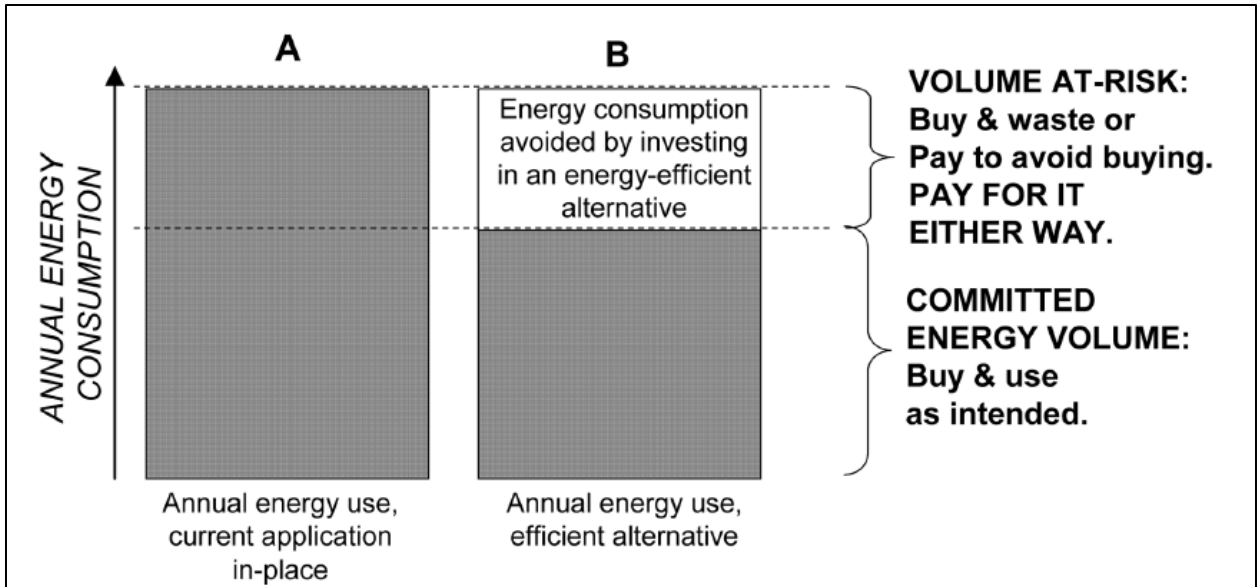 A
B
ANNUAL ENERGY
CONSUMPTION
Energy consumption
avoided by investing
in an energy-efficient
alternative
VOLUME AT-RISK:
Buy & waste or
Pay to avoid buying.
PAY FOR IT
EITHER WAY.
COMMITTED
ENERGY VOLUME:
Buy & use
as intended.
Annual energy use,
current application
in-place
Annual energy use,
efficient alternative